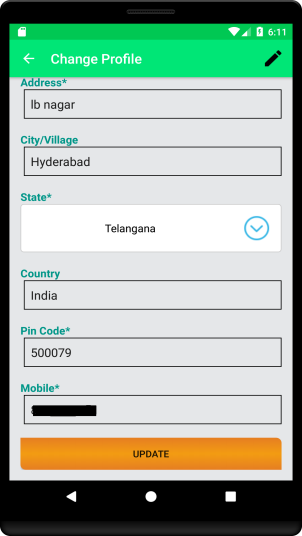 6:11
Change Profile
Address*
lb nagar
City/Village
Hyderabad
State*
Telangana
Country
India
Pin Code*
500079
Mobile*
UPDATE